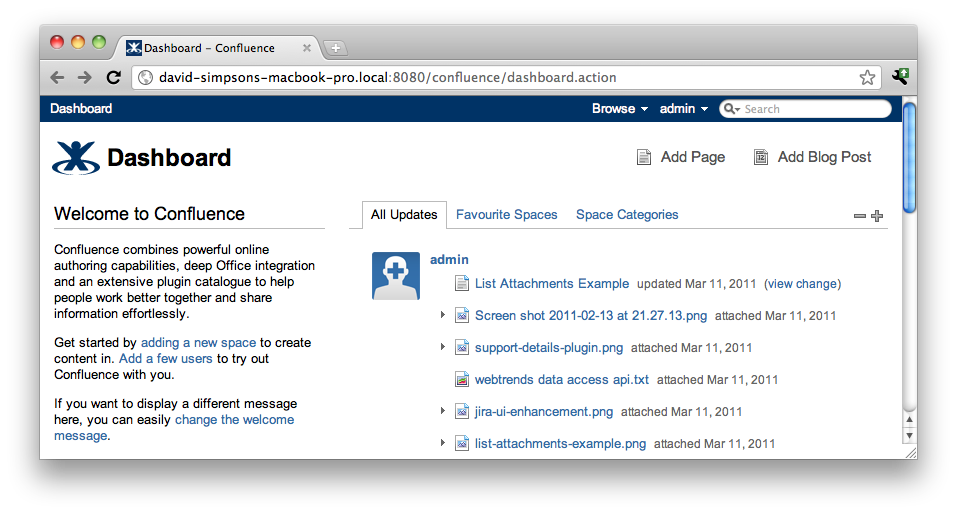 Dashboard – Confluence
david-simpsons-macbook-pro.local:8080/confluence/dashboard.action
Dashboard
Browse
admin
Search
Dashboard
Add Page
Add Blog Post
Welcome to Confluence
Confluence combines powerful online
authoring capabilities, deep Office integration
and an extensive plugin catalogue to help
people work better together and share
information effortlessly.
Get started by adding a new space to create
content in. Add a few users to try out
Confluence with you.
If you want to display a different message
here, you can easily change the welcome
message.
All Updates
Favourite Spaces
Space Categories
admin
List Attachments Example updated Mar 11, 2011 (view change)
Screen shot 2011-02-13 at 21.27.13.png attached Mar 11, 2011
support-details-plugin.png attached Mar 11, 2011
webtrends data access api.txt attached Mar 11, 2011
jira-ui-enhancement.png attached Mar 11, 2011
list-attachments-example.png attached Mar 11, 2011